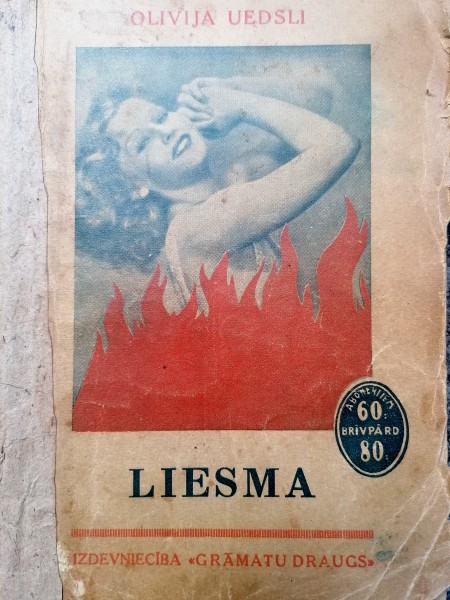 OLIVIJA UEDSLI
ABONENTIEM
60.
BRĪVPĀRD
80.
LIESMA
IZDEVNIECĪBA «GRĀMATU DRAUGS»